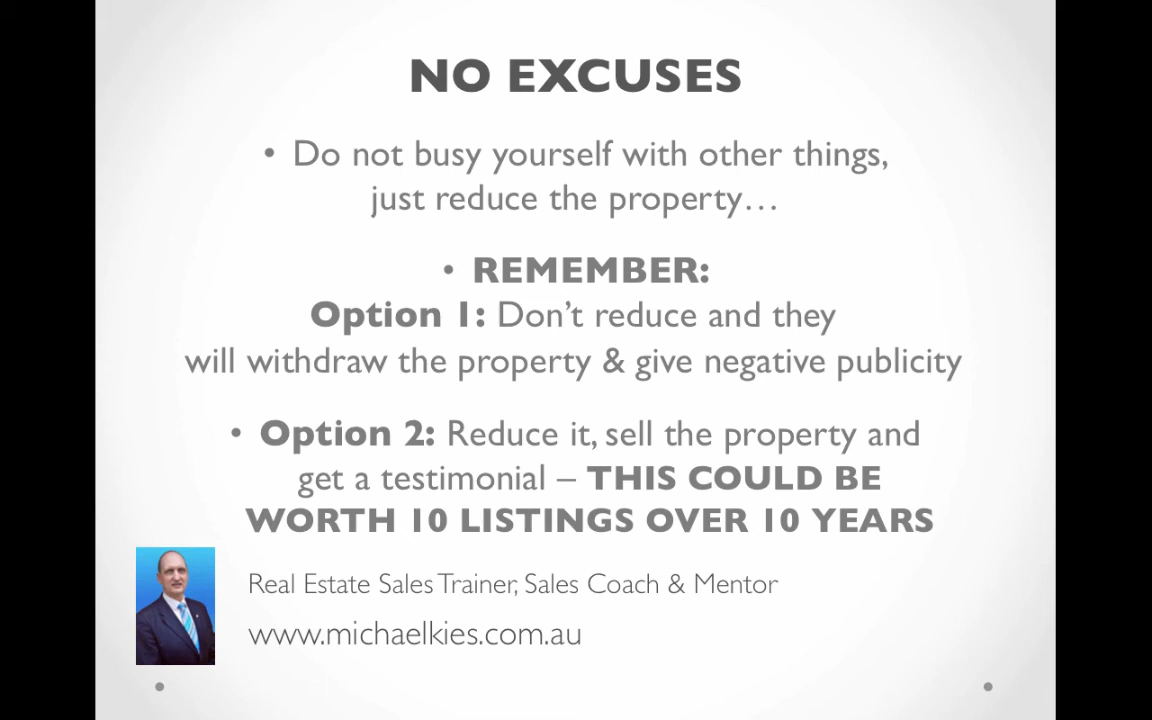 NO EXCUSES
• Do not busy yourself with other things,
just reduce the property…
• REMEMBER:
Option 1: Don’t reduce and they
will withdraw the property & give negative publicity
• Option 2: Reduce it, sell the property and
get a testimonial – THIS COULD BE
WORTH 10 LISTINGS OVER 10 YEARS
Real Estate Sales Trainer, Sales Coach & Mentor
www.michaelkies.com.au